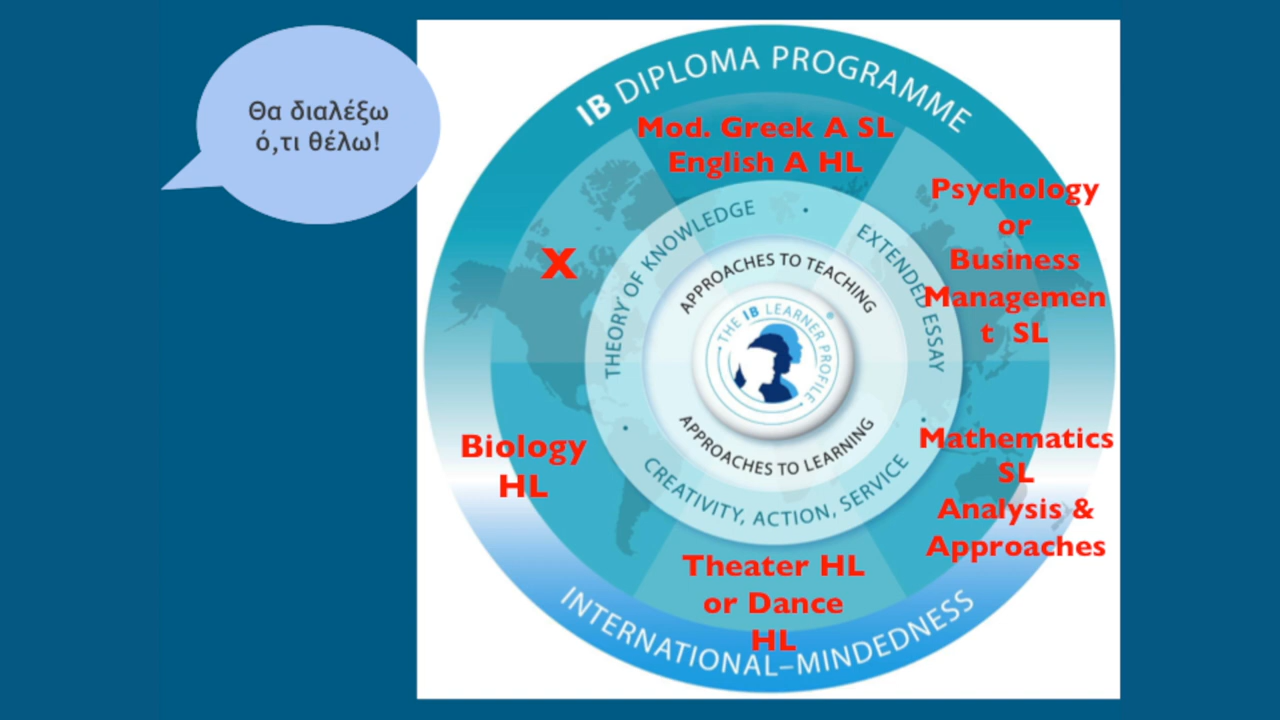 Θα διαλέξω
ό,τι θέλω!
IB DIPLOMA PROGRAMME
Mod. Greek A SL
English A HL
Psychology
or
Business
Managemen
t SL
X
THEORY OF KNOWLEDGE
EXTENDED ESSAY
APPROACHES TO TEACHING
THE IB LEARNER PROFILE
APPROACHES TO LEARNING
CREATIVITY, ACTION, SERVICE
Biology
HL
Mathematics
SL
Analysis &
Approaches
Theater HL
or Dance
HL
INTERNATIONAL–MINDEDNESS